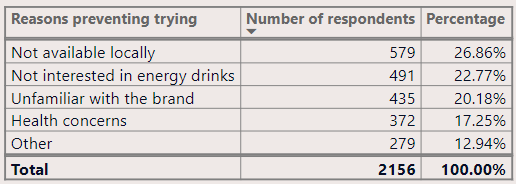 Reasons preventing trying Number of respondents Percentage
Not available locally 579 26.86%
Not interested in energy drinks 491 22.77%
Unfamiliar with the brand 435 20.18%
Health concerns 372 17.25%
Other 279 12.94%
Total 2156 100.00%